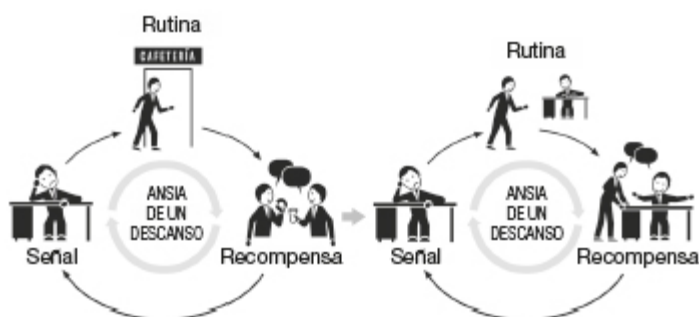 Rutina
CAFETERÍA
ANSIA
DE UN
DESCANSO
Señal
Recompensa
Rutina
ANSIA
DE UN
DESCANSO
Señal
Recompensa